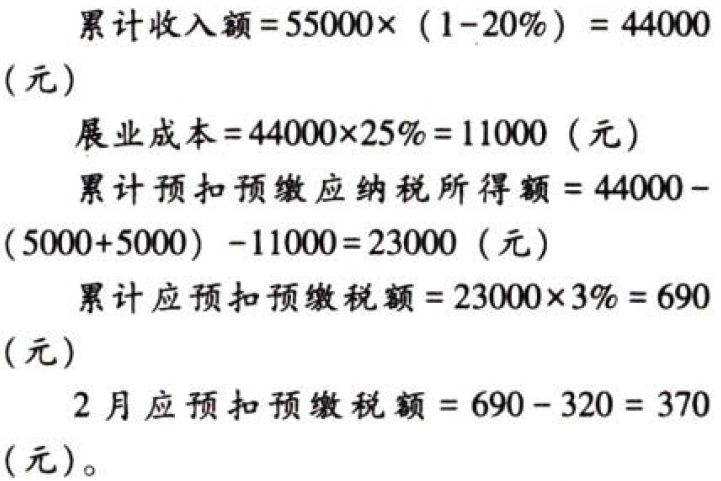 累计收入额=55000×（1-20%）= 44000
（元）
展业成本=44000×25%=11000（元）
累计预扣预缴应纳税所得额 = 44000-
（5000+5000）-11000=23000（元）
累计应预扣预缴税额=23000×3%=690
（元）
2月应预扣预缴税额 = 690-320 = 370
（元）。